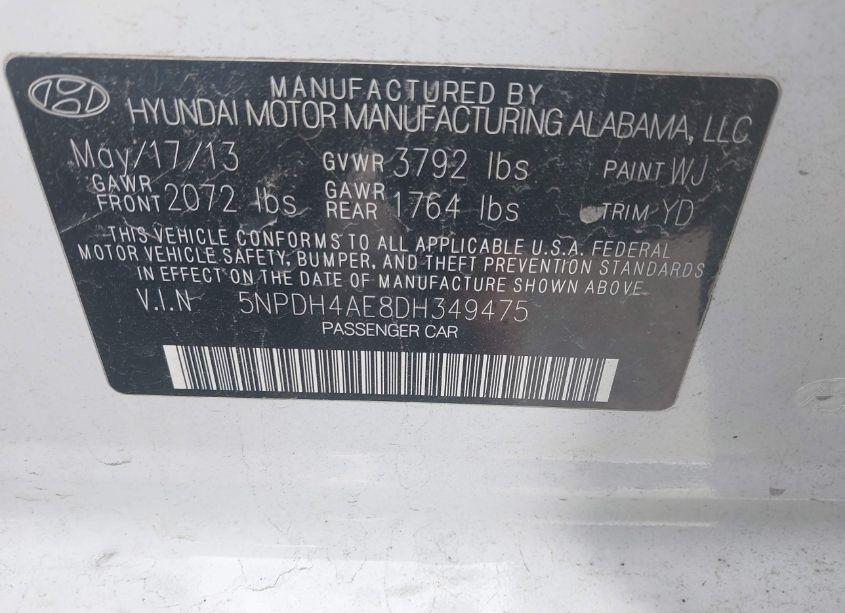 MANUFACTURED BY
HYUNDAI MOTOR MANUFACTURING ALABAMA, LLC
May/17/13 GVWR 3792 lbs PAINT WJ
GAWR FRONT 2072 lbs GAWR REAR 1764 lbs TRIM YD
THIS VEHICLE CONFORMS TO ALL APPLICABLE U.S.A. FEDERAL
MOTOR VEHICLE SAFETY, BUMPER, AND THEFT PREVENTION STANDARDS
IN EFFECT ON THE DATE OF MANUFACTURE SHOWN ABOVE.
V.I.N 5NPDH4AE8DH349475
PASSENGER CAR